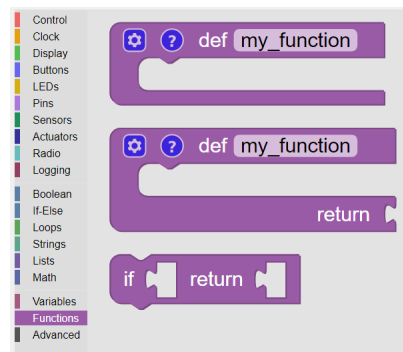 Control
Clock
Display
Buttons
LEDs
Pins
Sensors
Actuators
Radio
Logging
Boolean
If-Else
Loops
Strings
Lists
Math
Variables
Functions
Advanced
? def my_function
? def my_function
return
if return